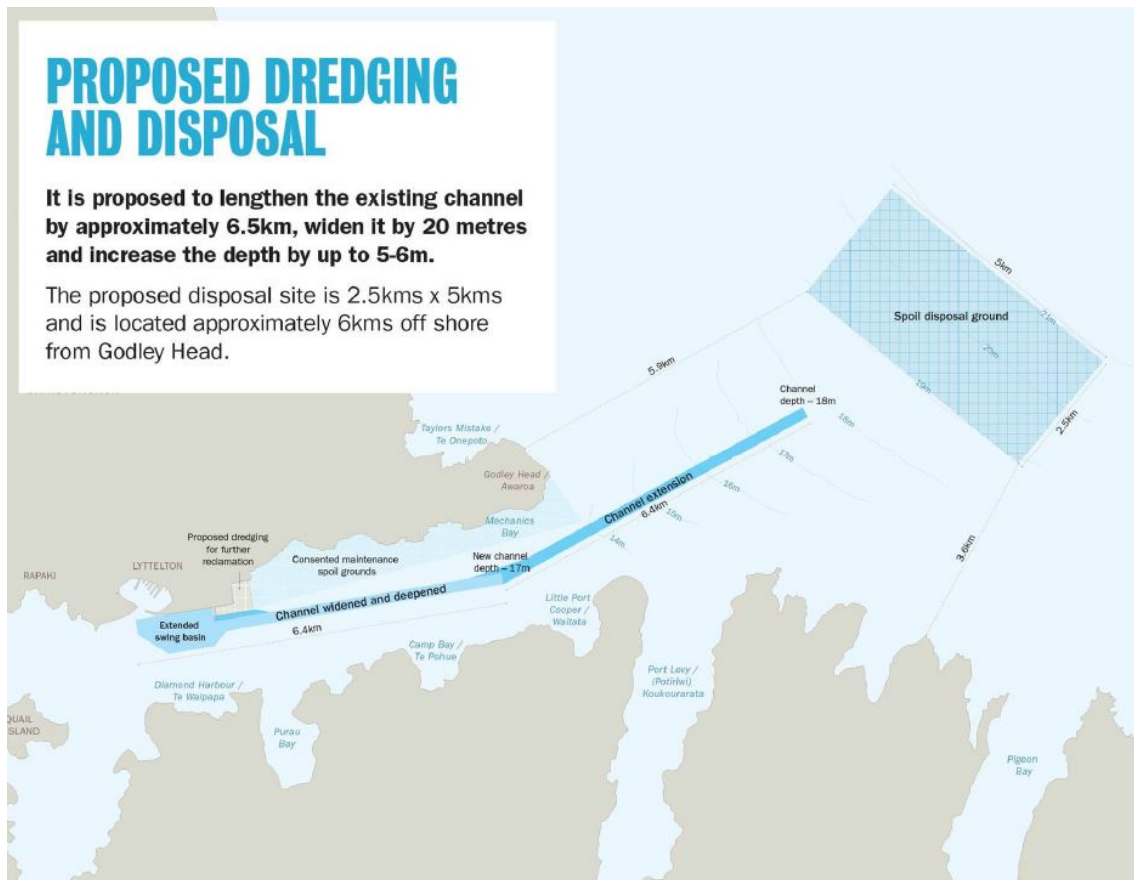 PROPOSED DREDGING
AND DISPOSAL
It is proposed to lengthen the existing channel
by approximately 6.5km, widen it by 20 metres
and increase the depth by up to 5-6m.
The proposed disposal site is 2.5kms x 5kms
and is located approximately 6kms off shore
from Godley Head.
5km
Spoil disposal ground
21m
20m
19m
2.5km
5.9km
Channel
depth – 18m
18m
17m
16m
15m
14m
Taylors Mistake /
Te Onepoto
Godley Head /
Awaroa
Mechanics
Bay
Channel extension
6.4km
3.6km
Proposed dredging
for further
reclamation
Consented maintenance
spoil grounds
New channel
depth – 17m
RAPAKI
LYTTELTON
Extended
swing basin
Channel widened and deepened
6.4km
Little Port
Cooper /
Waitata
Camp Bay /
Te Pohue
Diamond Harbour /
Te Waipapa
Port Levy /
(Potiriwi)
Koukourarata
Purau
Bay
QUAIL
ISLAND
Pigeon
Bay